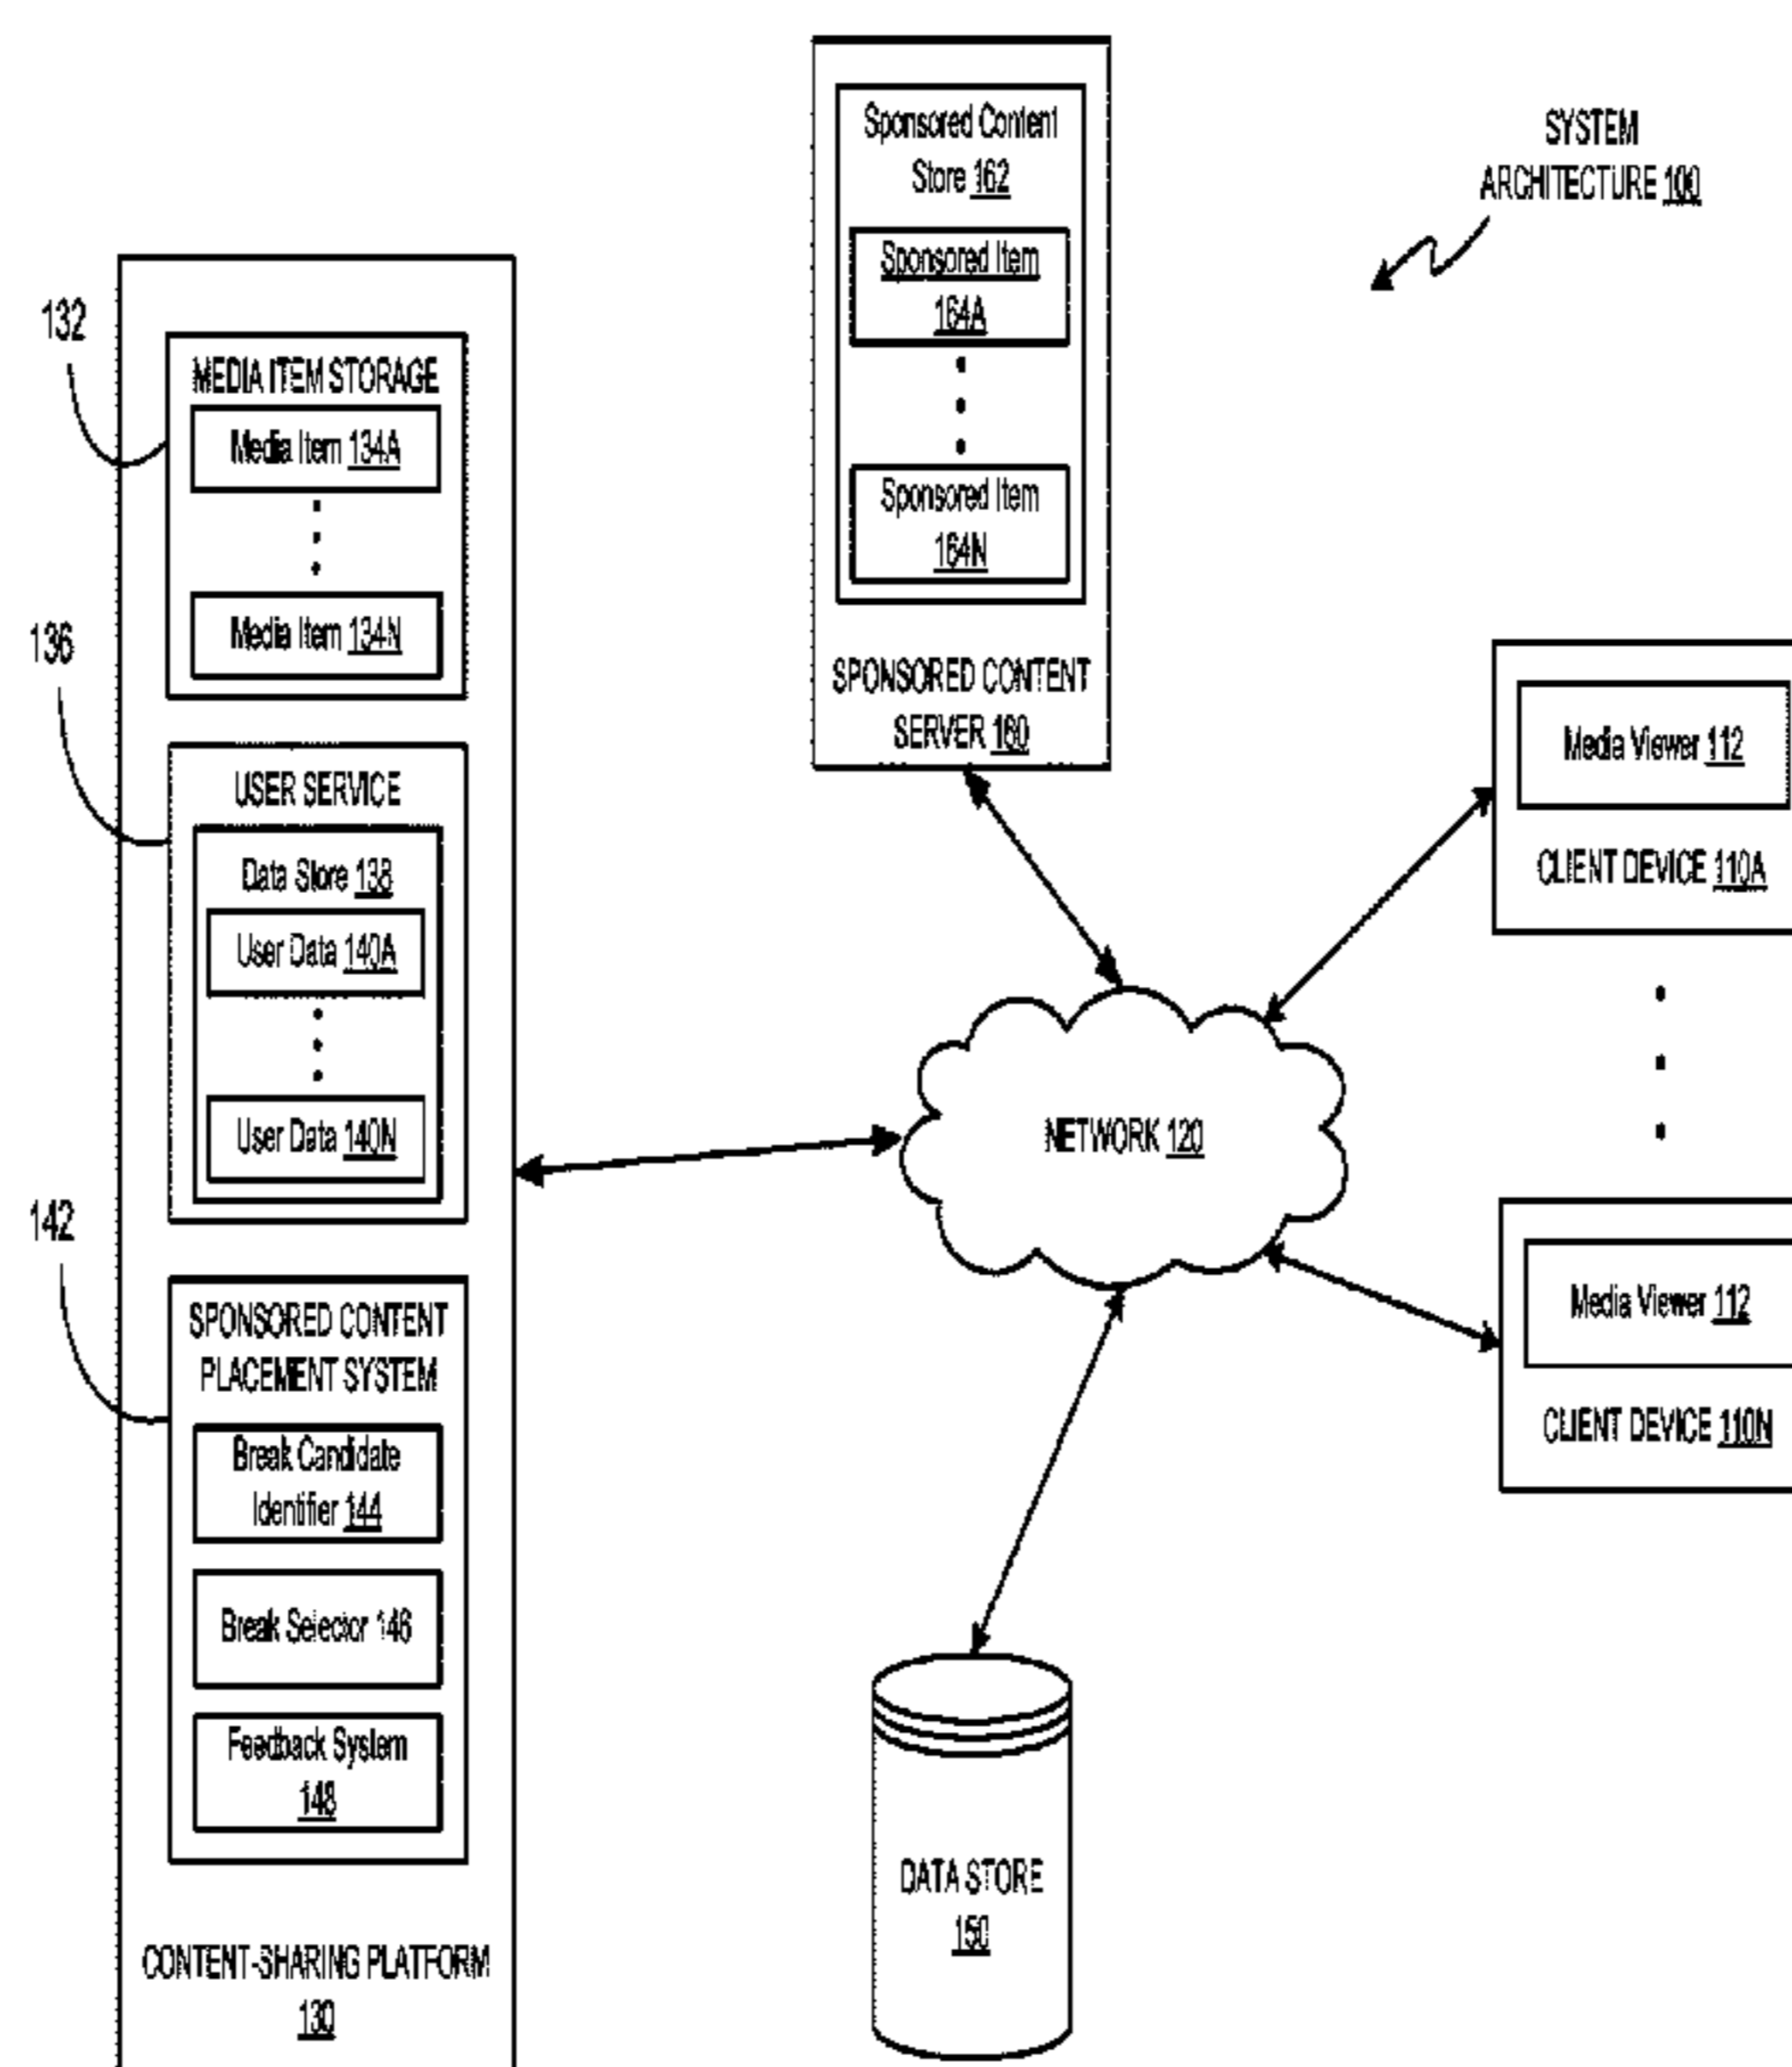 SYSTEM
ARCHITECTURE 100
132
MEDIA ITEM STORAGE
Media Item 134A
Media Item 134N
136
USER SERVICE
Data Store 138
User Data 140A
User Data 140N
142
SPONSORED CONTENT
PLACEMENT SYSTEM
Break Candidate
Identifier 144
Break Selector 146
Feedback System
148
CONTENT-SHARING PLATFORM
130
Sponsored Content
Store 162
Sponsored Item
164A
Sponsored Item
164N
SPONSORED CONTENT
SERVER 160
NETWORK 120
Media Viewer 112
CLIENT DEVICE 110A
Media Viewer 112
CLIENT DEVICE 110N
DATA STORE
150